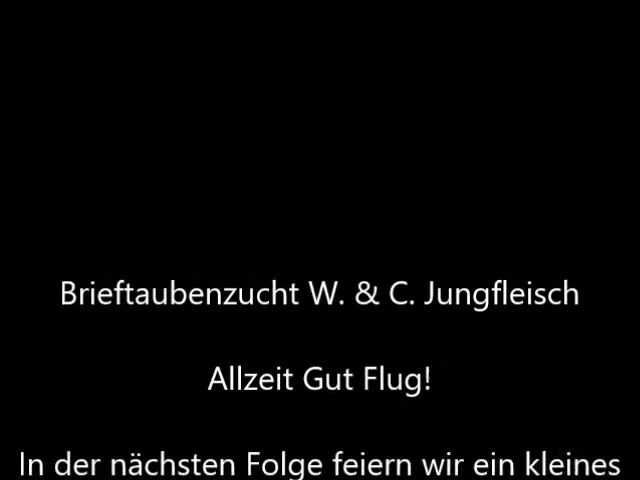 Brieftaubenzucht W. & C. Jungfleisch
Allzeit Gut Flug!
In der nächsten Folge feiern wir ein kleines